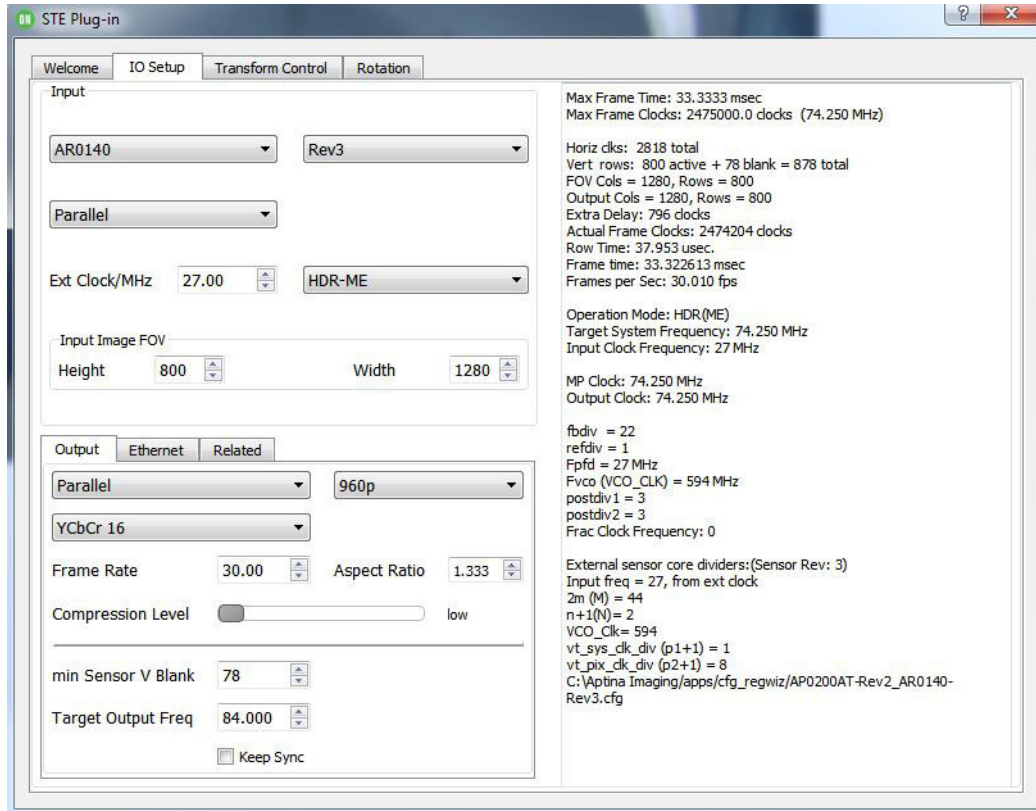 ON STE Plug-in
Welcome IO Setup Transform Control Rotation
Input
AR0140 Rev3
Parallel
Ext Clock/MHz 27.00 HDR-ME
Input Image FOV
Height 800 Width 1280
Output Ethernet Related
Parallel 960p
YCbCr 16
Frame Rate 30.00 Aspect Ratio 1.333
Compression Level low
min Sensor V Blank 78
Target Output Freq 84.000
Keep Sync
Max Frame Time: 33.3333 msec
Max Frame Clocks: 2475000.0 clocks (74.250 MHz)
Horiz clks: 2818 total
Vert rows: 800 active + 78 blank = 878 total
FOV Cols = 1280, Rows = 800
Output Cols = 1280, Rows = 800
Extra Delay: 796 clocks
Actual Frame Clocks: 2474204 clocks
Row Time: 37.953 usec.
Frame time: 33.322613 msec
Frames per Sec: 30.010 fps
Operation Mode: HDR(ME)
Target System Frequency: 74.250 MHz
Input Clock Frequency: 27 MHz
MP Clock: 74.250 MHz
Output Clock: 74.250 MHz
fbdiv = 22
refdiv = 1
Fpfd = 27 MHz
Fvco (VCO_CLK) = 594 MHz
postdiv1 = 3
postdiv2 = 3
Frac Clock Frequency: 0
External sensor core dividers:(Sensor Rev: 3)
Input freq = 27, from ext clock
2m (M) = 44
n+1(N)= 2
VCO_Clk= 594
vt_sys_clk_div (p1+1) = 1
vt_pix_clk_div (p2+1) = 8
C:\Aptina Imaging/apps/cfg_regwiz/AP0200AT-Rev2_AR0140-
Rev3.cfg